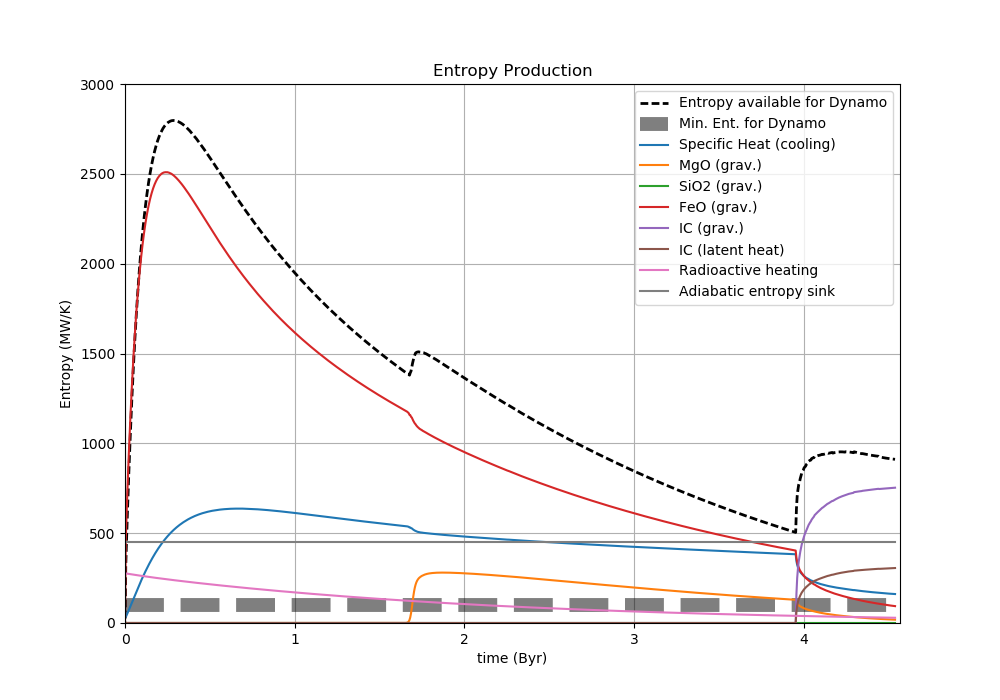 Entropy Production
3000
2500
2000
1500
1000
500
0
Entropy (MW/K)
Entropy available for Dynamo
Min. Ent. for Dynamo
Specific Heat (cooling)
MgO (grav.)
SiO2 (grav.)
FeO (grav.)
IC (grav.)
IC (latent heat)
Radioactive heating
Adiabatic entropy sink
0 1 2 3 4
time (Byr)